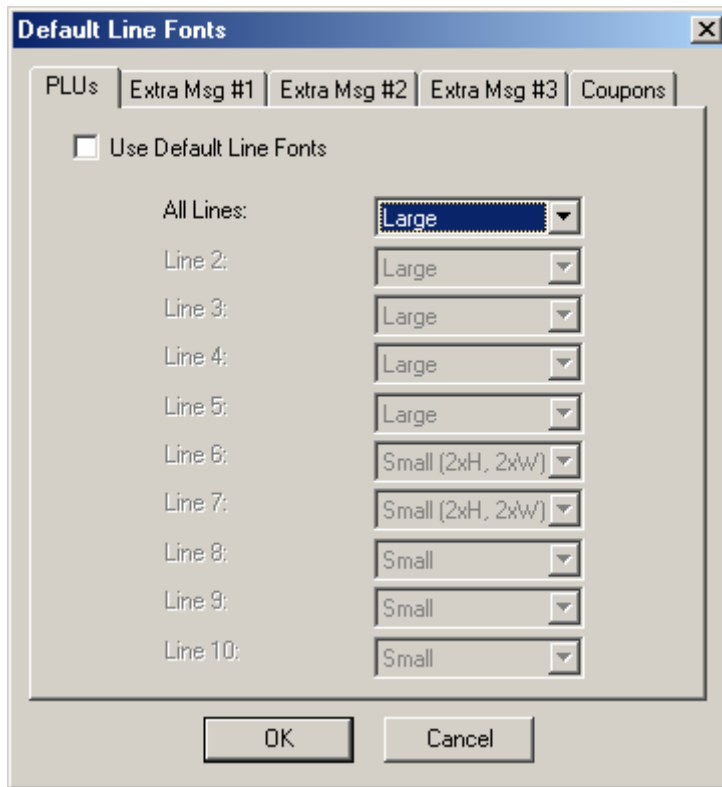 Default Line Fonts
PLUs Extra Msg #1 Extra Msg #2 Extra Msg #3 Coupons
Use Default Line Fonts
All Lines: Large
Line 2: Large
Line 3: Large
Line 4: Large
Line 5: Large
Line 6: Small (2xH, 2xW)
Line 7: Small (2xH, 2xW)
Line 8: Small
Line 9: Small
Line 10: Small
OK Cancel